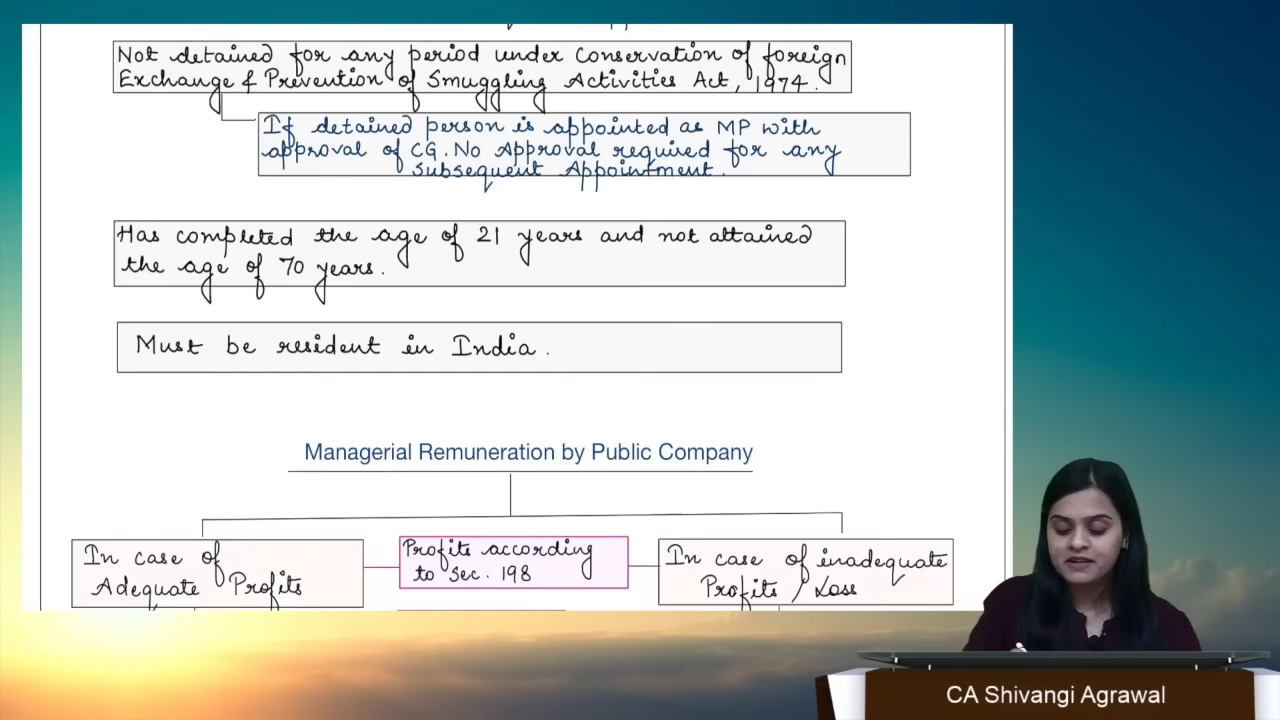 Not detained for any period under Conservation of foreign
Exchange & Prevention of Smuggling Activities Act, 1974.
If detained person is appointed as MP with
approval of CG. No Approval required for any
Subsequent Appointment.
Has completed the age of 21 years and not attained
the age of 70 years.
Must be resident in India.
Managerial Remuneration by Public Company
In case of
Adequate Profits
Profits according
to Sec. 198
In case of inadequate
Profits / Loss
CA Shivangi Agrawal